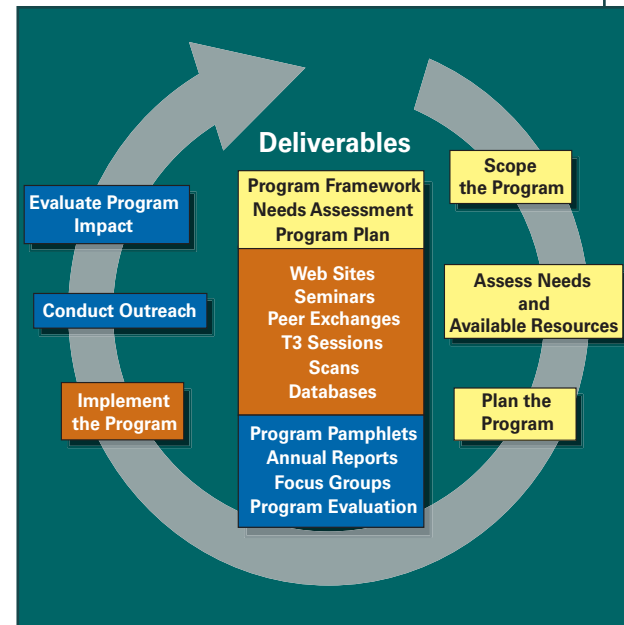 Deliverables
Scope
the Program
Program Framework
Needs Assessment
Program Plan
Evaluate Program
Impact
Web Sites
Seminars
Peer Exchanges
T3 Sessions
Scans
Databases
Assess Needs
and
Available Resources
Conduct Outreach
Implement
the Program
Plan the
Program
Program Pamphlets
Annual Reports
Focus Groups
Program Evaluation